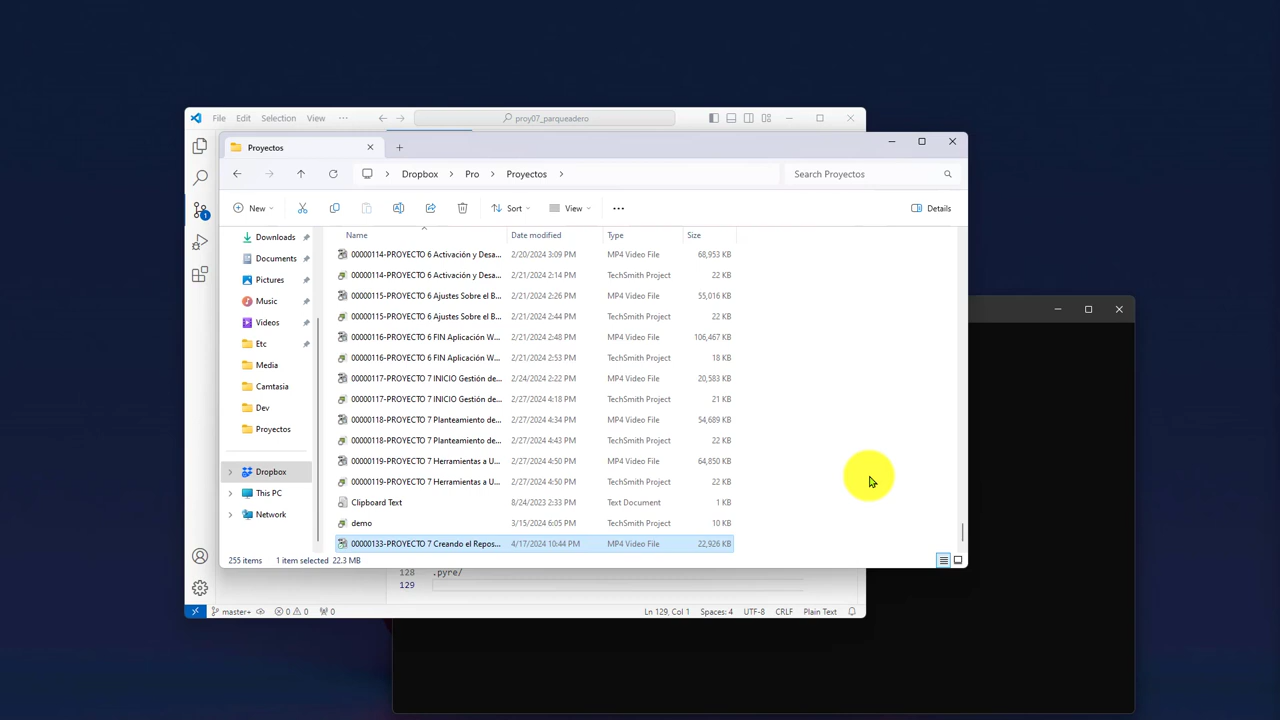 File Edit Selection View ··· proy07_parqueadero
Proyectos
Dropbox Pro Proyectos Search Proyectos
New Sort View ··· Details
Name Date modified Type Size
Downloads
Documents
Pictures
Music
Videos
Etc
Media
Camtasia
Dev
Proyectos
Dropbox
This PC
Network
00000114-PROYECTO 6 Activación y Desa... 2/20/2024 3:09 PM MP4 Video File 68,953 KB
00000114-PROYECTO 6 Activación y Desa... 2/21/2024 2:14 PM TechSmith Project 22 KB
00000115-PROYECTO 6 Ajustes Sobre el B... 2/21/2024 2:26 PM MP4 Video File 55,016 KB
00000115-PROYECTO 6 Ajustes Sobre el B... 2/21/2024 2:44 PM TechSmith Project 22 KB
00000116-PROYECTO 6 FIN Aplicación W... 2/21/2024 2:48 PM MP4 Video File 106,467 KB
00000116-PROYECTO 6 FIN Aplicación W... 2/21/2024 2:53 PM TechSmith Project 18 KB
00000117-PROYECTO 7 INICIO Gestión de... 2/24/2024 2:22 PM MP4 Video File 20,583 KB
00000117-PROYECTO 7 INICIO Gestión de... 2/27/2024 4:18 PM TechSmith Project 21 KB
00000118-PROYECTO 7 Planteamiento de... 2/27/2024 4:34 PM MP4 Video File 54,689 KB
00000118-PROYECTO 7 Planteamiento de... 2/27/2024 4:43 PM TechSmith Project 22 KB
00000119-PROYECTO 7 Herramientas a U... 2/27/2024 4:50 PM MP4 Video File 64,850 KB
00000119-PROYECTO 7 Herramientas a U... 2/27/2024 4:50 PM TechSmith Project 22 KB
Clipboard Text 8/24/2023 2:33 PM Text Document 1 KB
demo 3/15/2024 6:05 PM TechSmith Project 10 KB
00000133-PROYECTO 7 Creando el Repos... 4/17/2024 10:44 PM MP4 Video File 22,926 KB
255 items 1 item selected 22.3 MB
128 .pyre/
129
master+ 0 0 0 Ln 129, Col 1 Spaces: 4 UTF-8 CRLF Plain Text
1